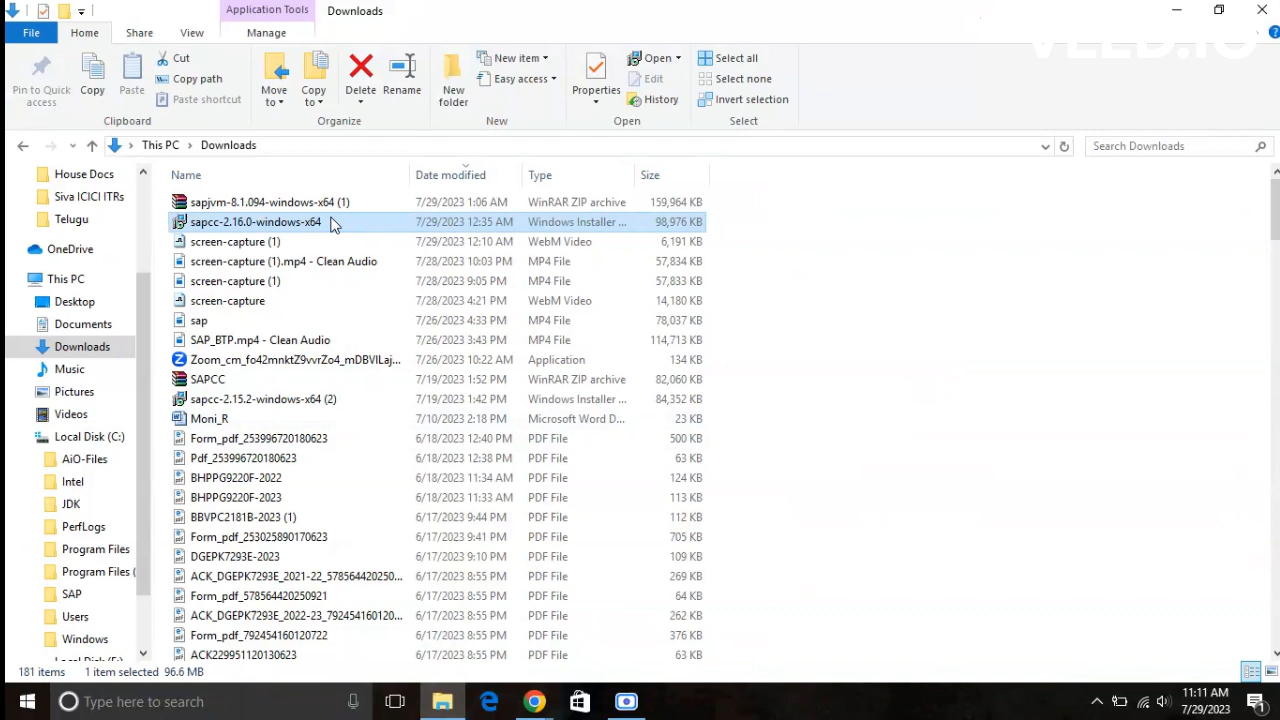 Application Tools Downloads
File Home Share View Manage
VEED.IO
Pin to Quick access
Copy
Paste
Cut
Copy path
Paste shortcut
Clipboard
Move to
Copy to
Delete
Rename
Organize
New folder
New item
Easy access
New
Properties
Open
Edit
History
Open
Select all
Select none
Invert selection
Select
This PC > Downloads
Search Downloads
House Docs
Siva ICICI ITRs
Telugu
OneDrive
This PC
Desktop
Documents
Downloads
Music
Pictures
Videos
Local Disk (C:)
AiO-Files
Intel
JDK
PerfLogs
Program Files
Program Files (
SAP
Users
Windows
Name Date modified Type Size
sapjvm-8.1.094-windows-x64 (1) 7/29/2023 1:06 AM WinRAR ZIP archive 159,964 KB
sapcc-2.16.0-windows-x64 7/29/2023 12:35 AM Windows Installer ... 98,976 KB
screen-capture (1) 7/29/2023 12:10 AM WebM Video 6,191 KB
screen-capture (1).mp4 - Clean Audio 7/28/2023 10:03 PM MP4 File 57,834 KB
screen-capture (1) 7/28/2023 9:05 PM MP4 File 57,833 KB
screen-capture 7/28/2023 4:21 PM WebM Video 14,180 KB
sap 7/26/2023 4:33 PM MP4 File 78,037 KB
SAP_BTP.mp4 - Clean Audio 7/26/2023 3:43 PM MP4 File 114,713 KB
Zoom_cm_fo42mnktZ9vvrZo4_mDBVILaj... 7/26/2023 10:22 AM Application 134 KB
SAPCC 7/19/2023 1:52 PM WinRAR ZIP archive 82,060 KB
sapcc-2.15.2-windows-x64 (2) 7/19/2023 1:42 PM Windows Installer ... 84,352 KB
Moni_R 7/10/2023 2:18 PM Microsoft Word D... 23 KB
Form_pdf_253996720180623 6/18/2023 12:40 PM PDF File 500 KB
Pdf_253996720180623 6/18/2023 12:38 PM PDF File 63 KB
BHPPG9220F-2022 6/18/2023 11:34 AM PDF File 124 KB
BHPPG9220F-2023 6/18/2023 11:33 AM PDF File 113 KB
BBVPC2181B-2023 (1) 6/17/2023 9:44 PM PDF File 112 KB
Form_pdf_253025890170623 6/17/2023 9:41 PM PDF File 705 KB
DGEPK7293E-2023 6/17/2023 9:10 PM PDF File 109 KB
ACK_DGEPK7293E_2021-22_578564420250... 6/17/2023 8:55 PM PDF File 269 KB
Form_pdf_578564420250921 6/17/2023 8:55 PM PDF File 64 KB
ACK_DGEPK7293E_2022-23_792454160120... 6/17/2023 8:55 PM PDF File 262 KB
Form_pdf_792454160120722 6/17/2023 8:55 PM PDF File 376 KB
ACK229951120130623 6/17/2023 8:55 PM PDF File 63 KB
181 items 1 item selected 96.6 MB
Type here to search
11:11 AM
7/29/2023